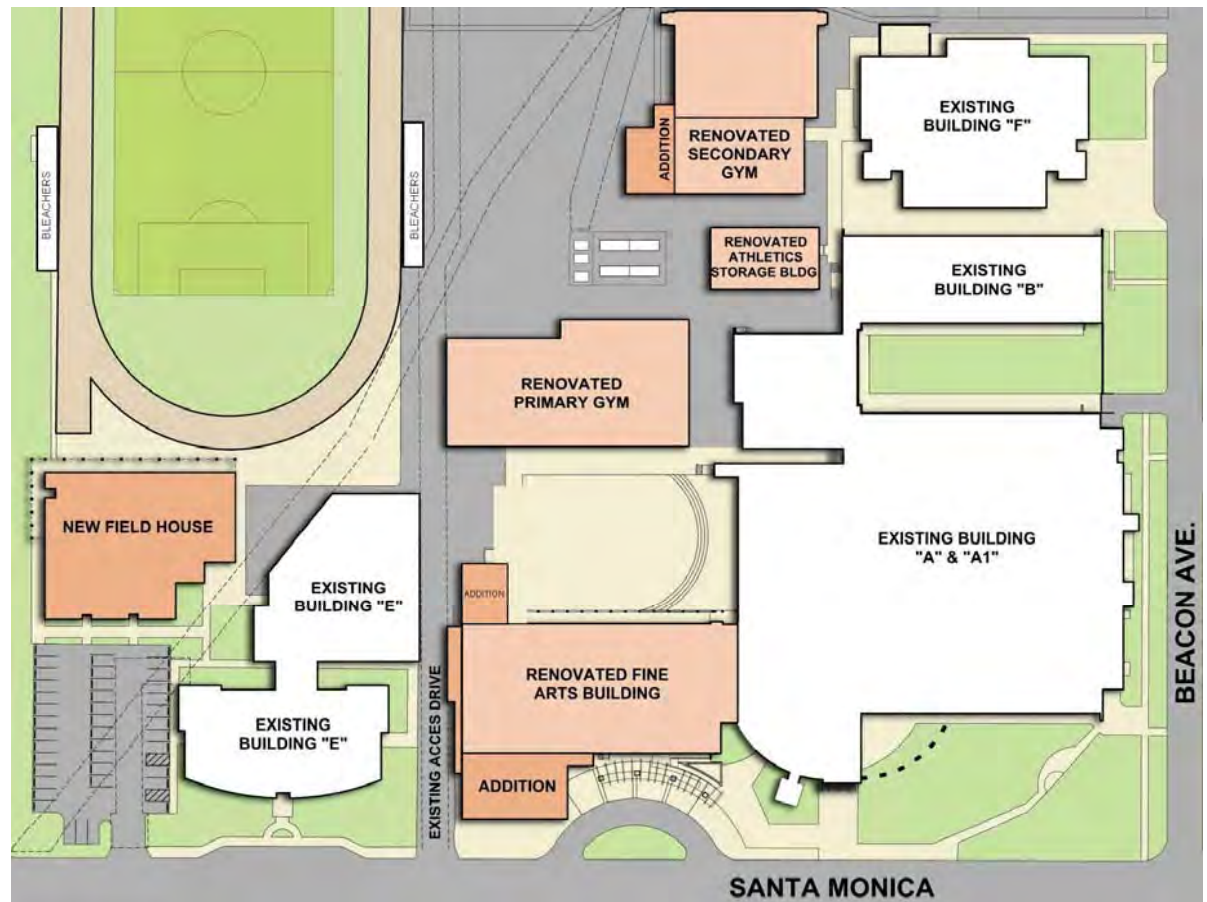 EXISTING
BUILDING "F"
ADDITION
RENOVATED
SECONDARY
GYM
BLEACHERS
BLEACHERS
RENOVATED
ATHLETICS
STORAGE BLDG
EXISTING
BUILDING "B"
RENOVATED
PRIMARY GYM
NEW FIELD HOUSE
EXISTING
BUILDING "E"
ADDITION
EXISTING BUILDING
"A" & "A1"
BEACON AVE.
RENOVATED FINE
ARTS BUILDING
EXISTING
BUILDING "E"
EXISTING ACCES DRIVE
ADDITION
SANTA MONICA